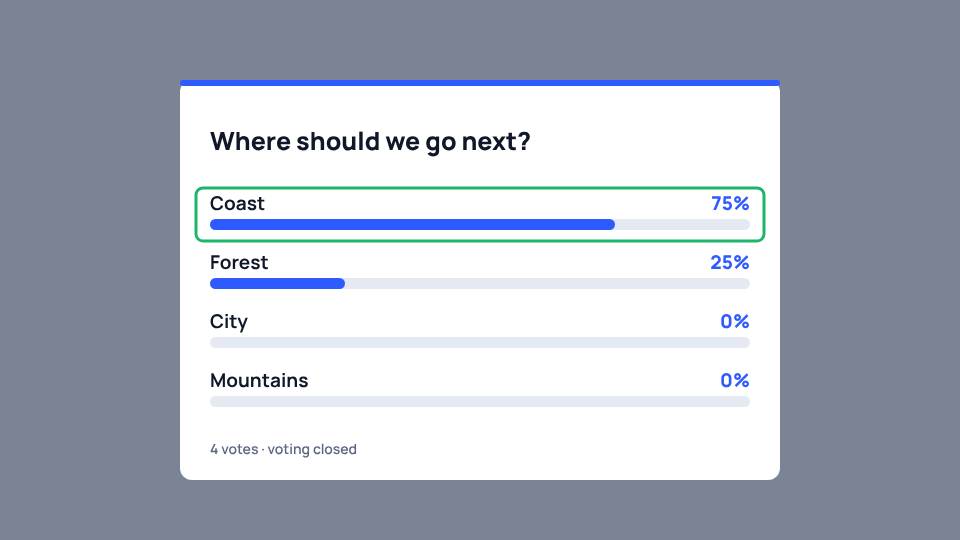 Where should we go next?
Coast 75%
Forest 25%
City 0%
Mountains 0%
4 votes · voting closed